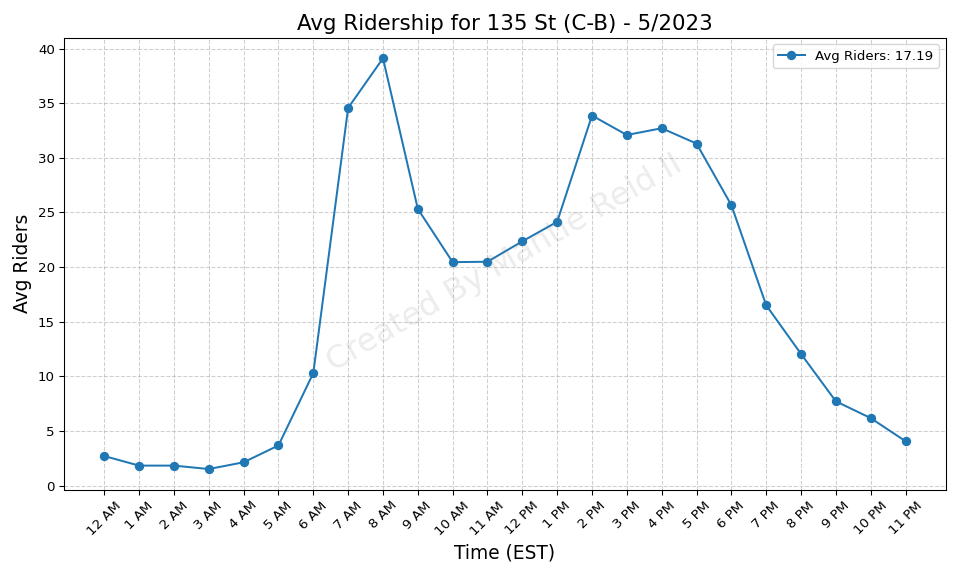 Avg Ridership for 135 St (C-B) - 5/2023
Avg Riders: 17.19
40
35
30
25
20
15
10
5
0
Avg Riders
Created By Mantle Reid II
12 AM
1 AM
2 AM
3 AM
4 AM
5 AM
6 AM
7 AM
8 AM
9 AM
10 AM
11 AM
12 PM
1 PM
2 PM
3 PM
4 PM
5 PM
6 PM
7 PM
8 PM
9 PM
10 PM
11 PM
Time (EST)